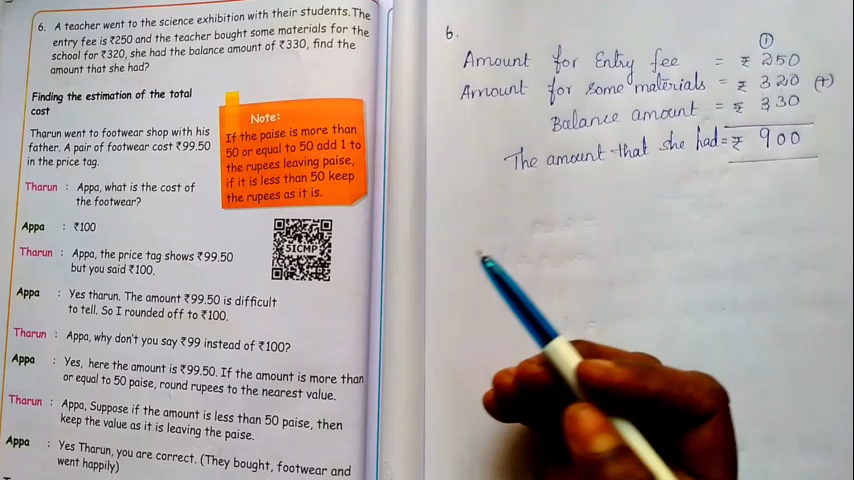 6. A teacher went to the science exhibition with their students. The
entry fee is ₹250 and the teacher bought some materials for the
school for ₹320, she had the balance amount of ₹330, find the
amount that she had?
Finding the estimation of the total
cost
Tharun went to footwear shop with his
father. A pair of footwear cost ₹99.50
in the price tag.
Note:
If the paise is more than
50 or equal to 50 add 1 to
the rupees leaving paise,
if it is less than 50 keep
the rupees as it is.
Tharun : Appa, what is the cost of
the footwear?
Appa : ₹100
Tharun : Appa, the price tag shows ₹99.50
but you said ₹100.
S1CMP
Appa : Yes tharun. The amount ₹99.50 is difficult
to tell. So I rounded off to ₹100.
Tharun : Appa, why don't you say ₹99 instead of ₹100?
Appa : Yes, here the amount is ₹99.50. If the amount is more than
or equal to 50 paise, round rupees to the nearest value.
Tharun : Appa, Suppose if the amount is less than 50 paise, then
keep the value as it is leaving the paise.
Appa : Yes Tharun, you are correct. (They bought, footwear and
went happily)
6.
1
Amount for Entry fee = ₹ 250
Amount for some materials = ₹ 320 (+)
Balance amount = ₹ 330
The amount that she had = ₹ 900